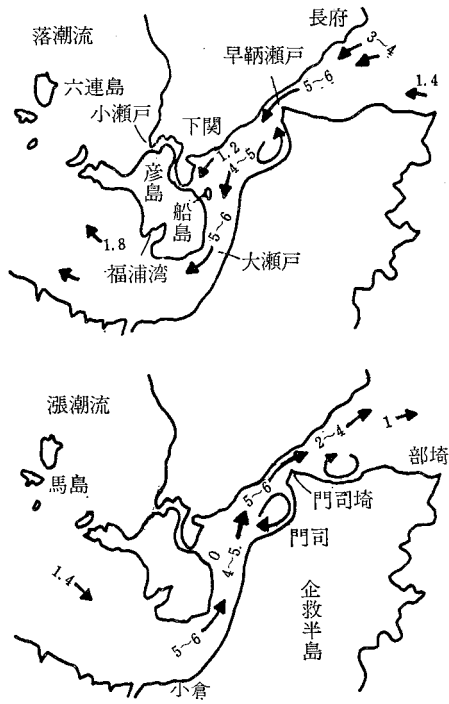 落潮流
長府
3～4
早鞆瀬戸
5～6
1.4
六連島
小瀬戸
下関
1.2
4～5
彦島
船島
5～6
1.8
福浦湾
大瀬戸
漲潮流
2～4
1
部埼
馬島
5～6
門司埼
門司
0
4～5
1.4
企救半島
5～6
小倉